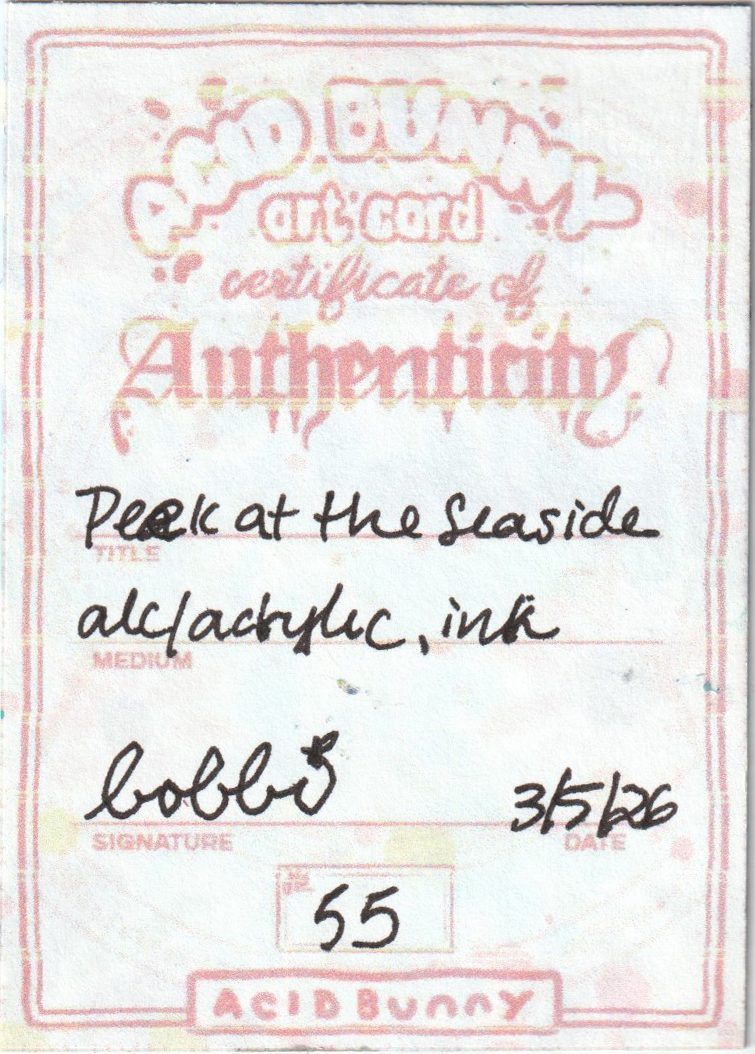 ACID BUNNY
art card
certificate of
Authenticity
Peek at the Seaside
TITLE
alc/acrylic, ink
MEDIUM
bobbi 3/5/26
SIGNATURE DATE
55
ACID BUNNY